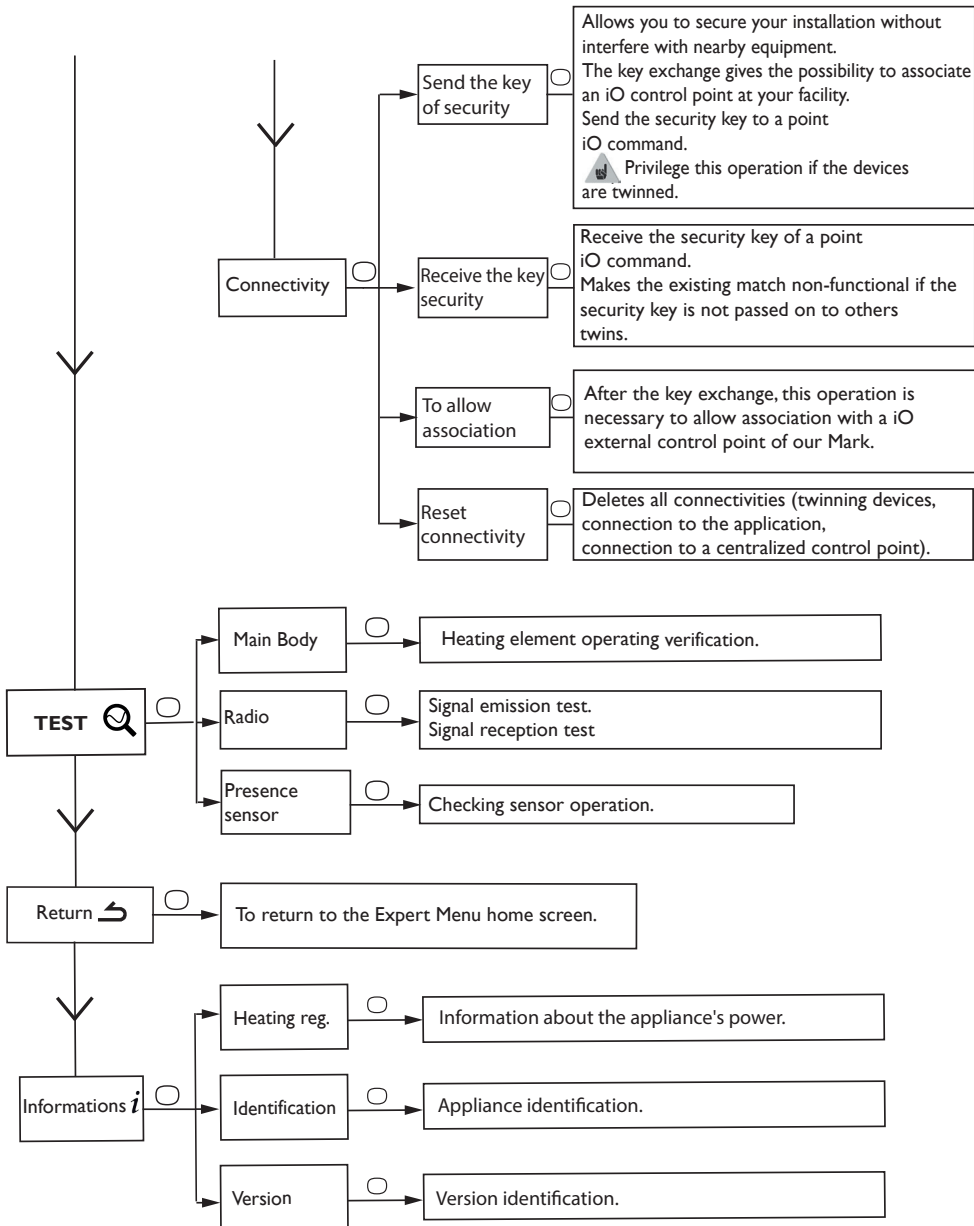 Allows you to secure your installation without
interfere with nearby equipment.
The key exchange gives the possibility to associate
an iO control point at your facility.
Send the security key to a point
iO command.
Privilege this operation if the devices
are twinned.
Send the key
of security
Connectivity
Receive the key
security
Receive the security key of a point
iO command.
Makes the existing match non-functional if the
security key is not passed on to others
twins.
To allow
association
After the key exchange, this operation is
necessary to allow association with a iO
external control point of our Mark.
Reset
connectivity
Deletes all connectivities (twinning devices,
connection to the application,
connection to a centralized control point).
TEST
Main Body
Heating element operating verification.
Radio
Signal emission test.
Signal reception test
Presence
sensor
Checking sensor operation.
Return
To return to the Expert Menu home screen.
Informations i
Heating reg.
Information about the appliance's power.
Identification
Appliance identification.
Version
Version identification.